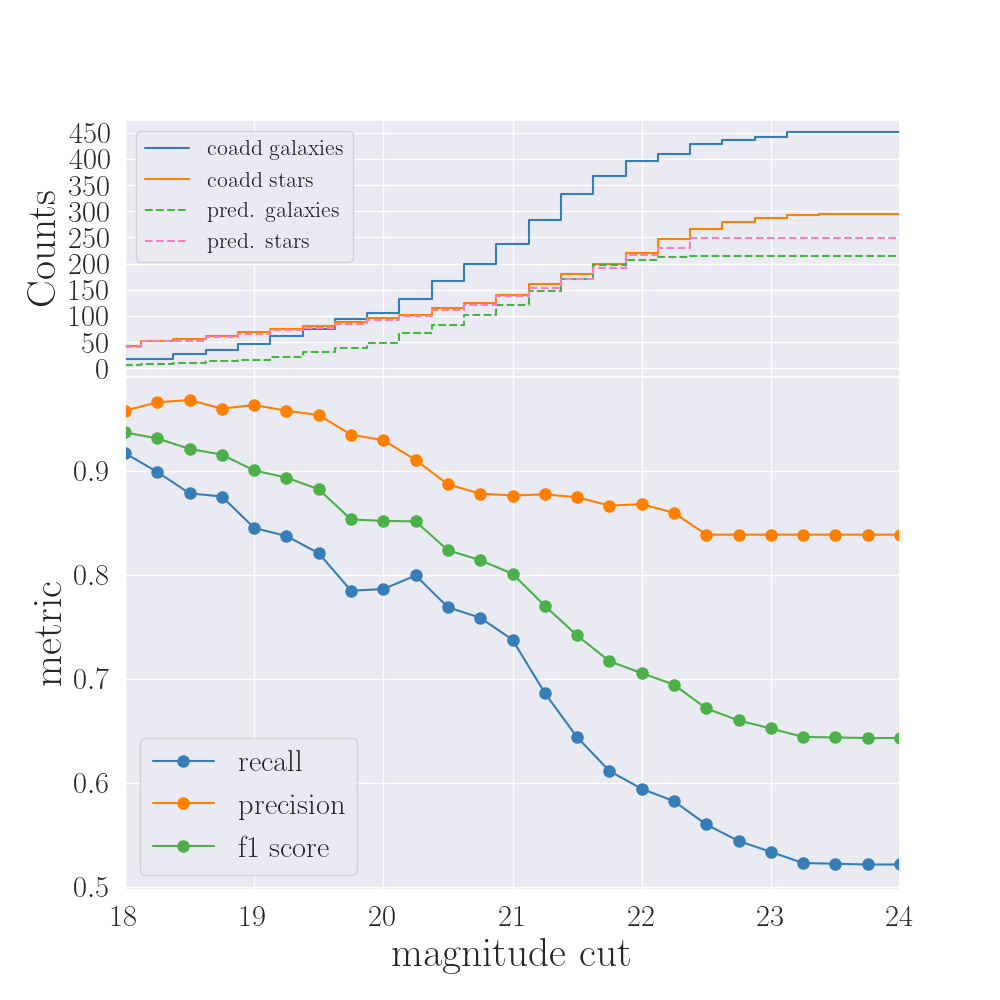 Counts
450
400
350
300
250
200
150
100
50
0
coadd galaxies
coadd stars
pred. galaxies
pred. stars
metric
0.9
0.8
0.7
0.6
0.5
recall
precision
f1 score
18 19 20 21 22 23 24
magnitude cut